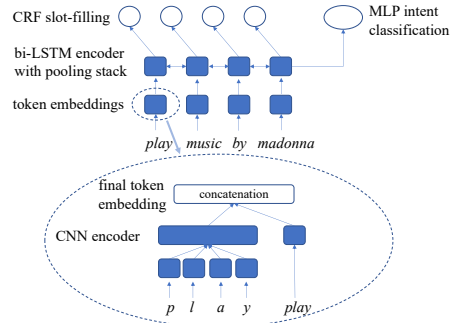 CRF slot-filling
MLP intent
classification
bi-LSTM encoder
with pooling stack
token embeddings
play music by madonna
final token
embedding
concatenation
CNN encoder
p l a y play